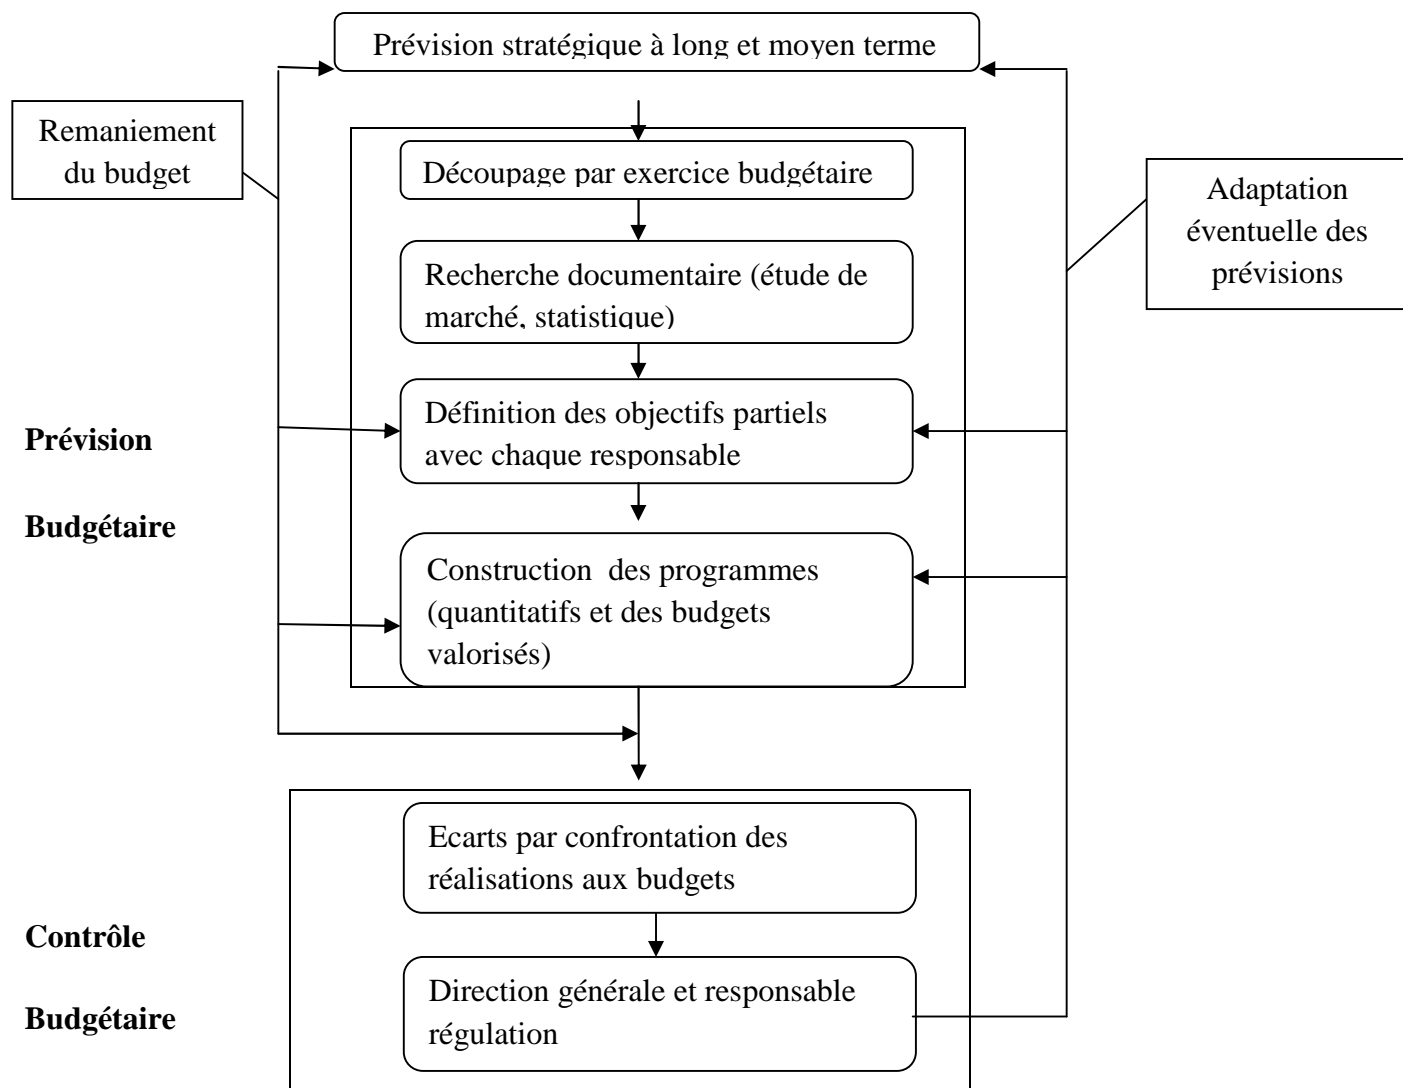 Prévision stratégique à long et moyen terme
Remaniement
du budget
Découpage par exercice budgétaire
Adaptation
éventuelle des
prévisions
Recherche documentaire (étude de
marché, statistique)
Définition des objectifs partiels
avec chaque responsable
Prévision
Budgétaire
Construction  des programmes
(quantitatifs et des budgets
valorisés)
Ecarts par confrontation des
réalisations aux budgets
Contrôle
Budgétaire
Direction générale et responsable
régulation